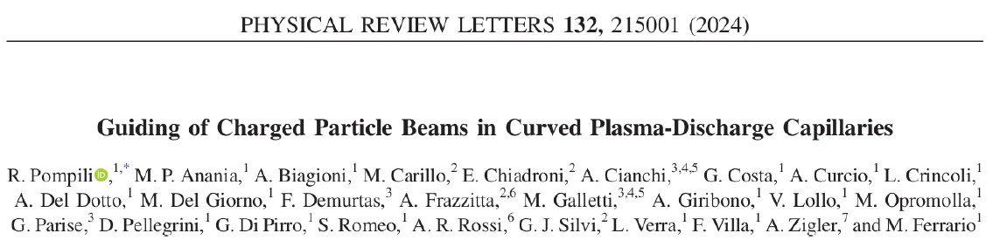 PHYSICAL REVIEW LETTERS 132, 215001 (2024)
Guiding of Charged Particle Beams in Curved Plasma-Discharge Capillaries
R. Pompili iD,1,* M. P. Anania,1 A. Biagioni,1 M. Carillo,2 E. Chiadroni,2 A. Cianchi,3,4,5 G. Costa,1 A. Curcio,1 L. Crincoli,1
A. Del Dotto,1 M. Del Giorno,1 F. Demurtas,3 A. Frazzitta,2,6 M. Galletti,3,4,5 A. Giribono,1 V. Lollo,1 M. Opromolla,1
G. Parise,3 D. Pellegrini,1 G. Di Pirro,1 S. Romeo,1 A. R. Rossi,6 G. J. Silvi,2 L. Verra,1 F. Villa,1 A. Zigler,7 and M. Ferrario1